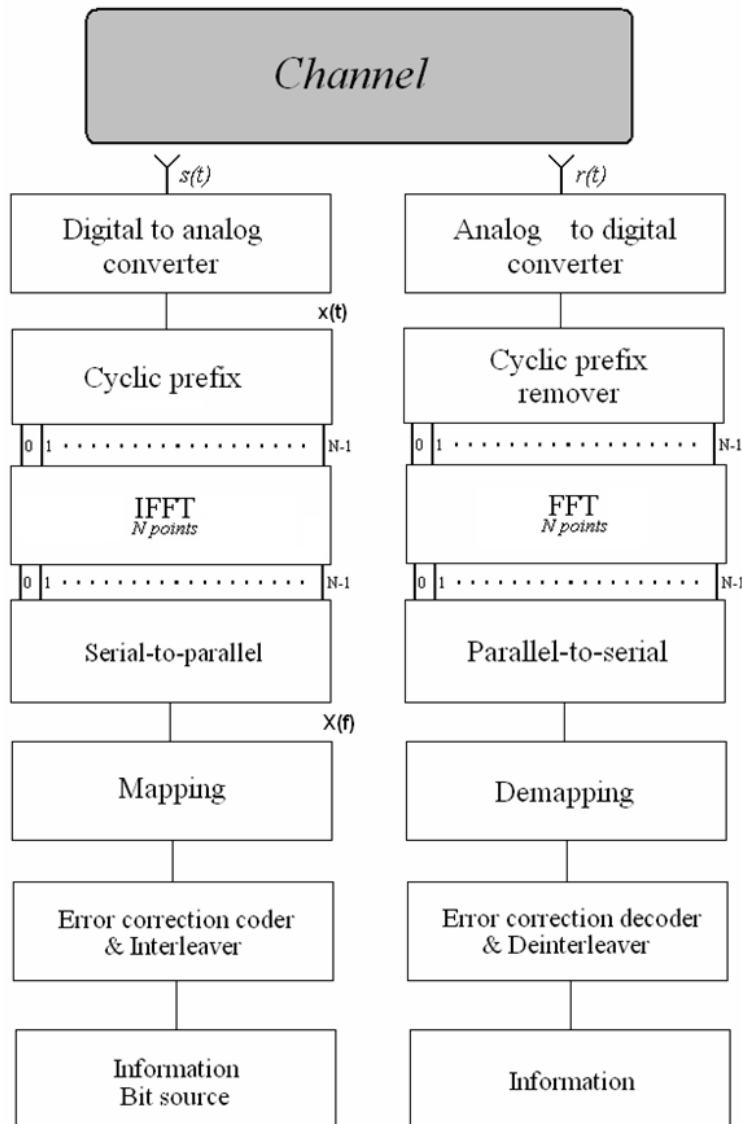 Channel
s(t)
r(t)
Digital to analog
converter
Analog to digital
converter
x(t)
Cyclic prefix
Cyclic prefix
remover
0 1 N-1
0 1 N-1
IFFT
N points
FFT
N points
0 1 N-1
0 1 N-1
Serial-to-parallel
Parallel-to-serial
X(f)
Mapping
Demapping
Error correction coder
& Interleaver
Error correction decoder
& Deinterleaver
Information
Bit source
Information